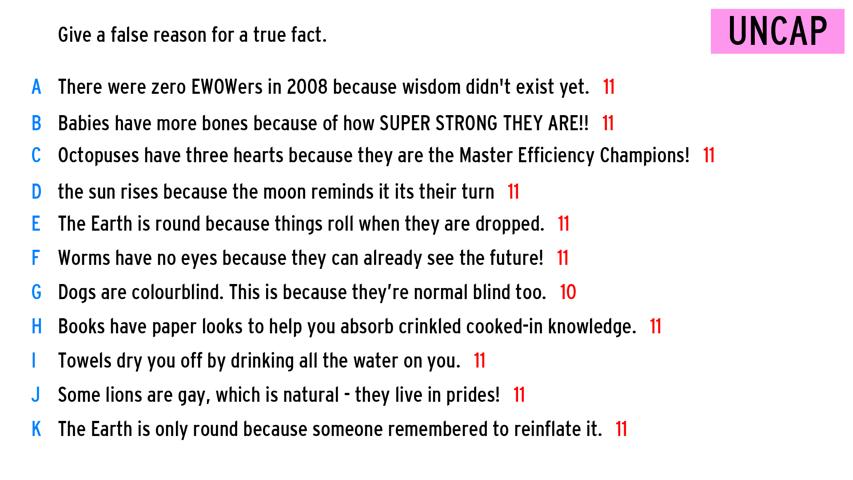 Give a false reason for a true fact.
UNCAP
A There were zero EWOWers in 2008 because wisdom didn't exist yet. 11
B Babies have more bones because of how SUPER STRONG THEY ARE!! 11
C Octopuses have three hearts because they are the Master Efficiency Champions! 11
D the sun rises because the moon reminds it its their turn 11
E The Earth is round because things roll when they are dropped. 11
F Worms have no eyes because they can already see the future! 11
G Dogs are colourblind. This is because they’re normal blind too. 10
H Books have paper looks to help you absorb crinkled cooked-in knowledge. 11
I Towels dry you off by drinking all the water on you. 11
J Some lions are gay, which is natural - they live in prides! 11
K The Earth is only round because someone remembered to reinflate it. 11